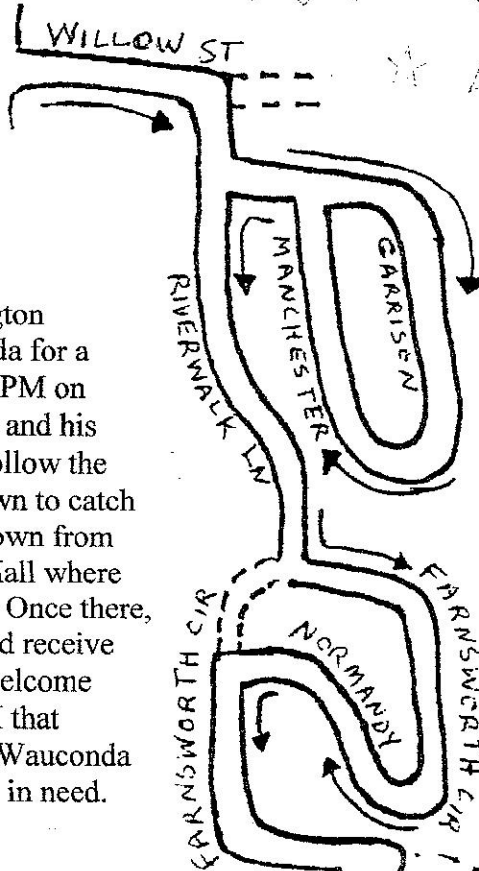 WILLOW ST
GARRISON
MANCHESTER
RIVERWALK LN
gton
da for a
PM on
and his
ollow the
wn to catch
own from
Hall where
Once there,
d receive
elcome
that
Wauconda
in need.
FARNSWORTH CIR
NORMANDY
FARNSWORTH CIR